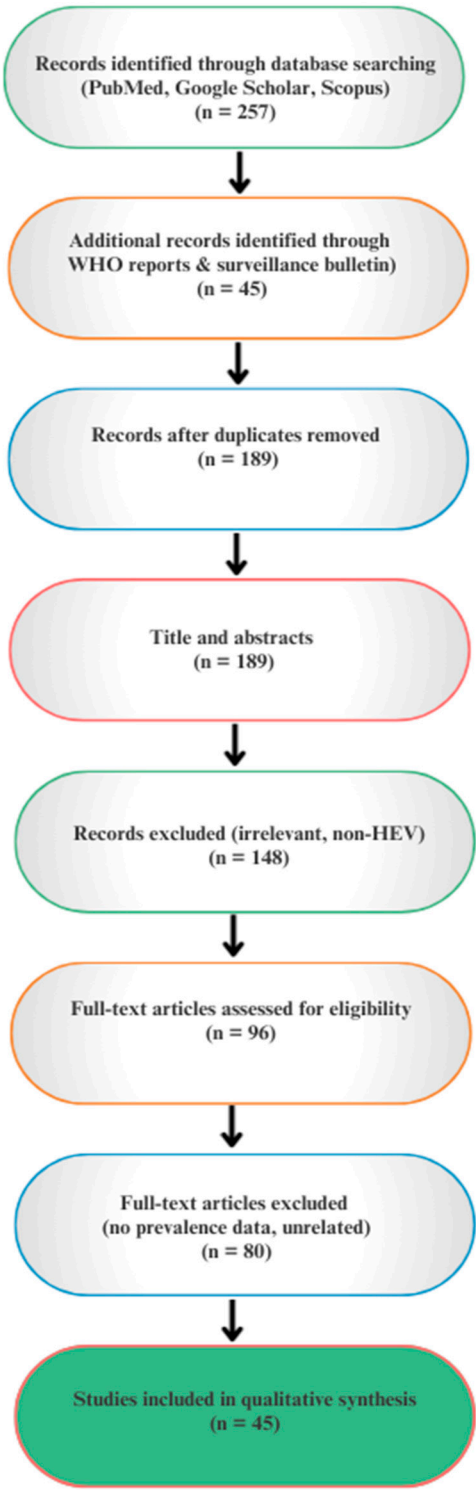 Records identified through database searching
(PubMed, Google Scholar, Scopus)
(n = 257)
Additional records identified through
WHO reports & surveillance bulletin)
(n = 45)
Records after duplicates removed
(n = 189)
Title and abstracts
(n = 189)
Records excluded (irrelevant, non-HEV)
(n = 148)
Full-text articles assessed for eligibility
(n = 96)
Full-text articles excluded
(no prevalence data, unrelated)
(n = 80)
Studies included in qualitative synthesis
(n = 45)